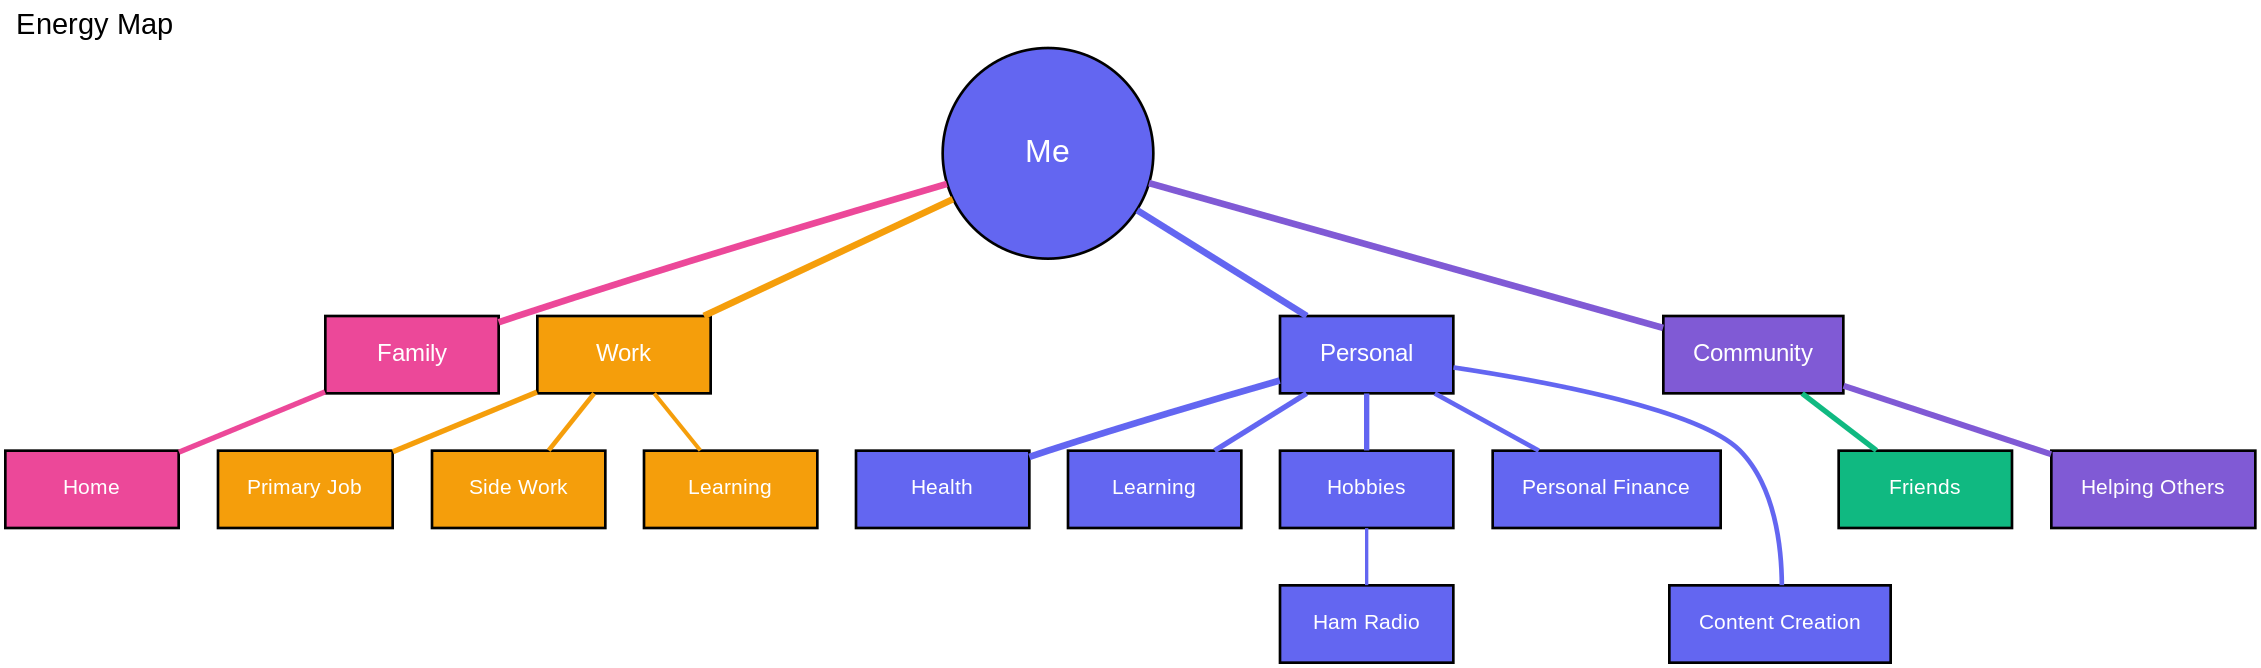 Energy Map
Me
Family
Work
Personal
Community
Home
Primary Job
Side Work
Learning
Health
Learning
Hobbies
Personal Finance
Friends
Helping Others
Ham Radio
Content Creation